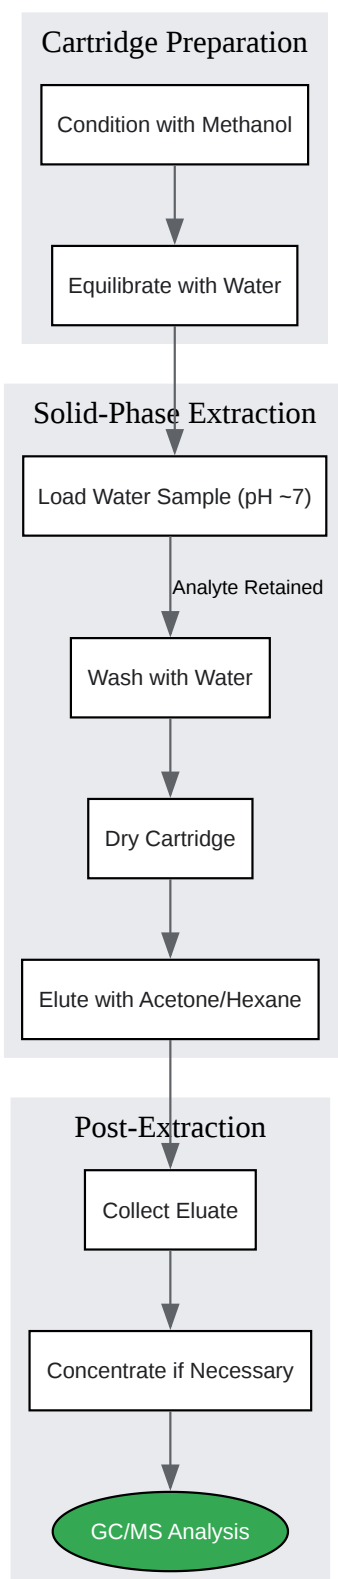 Cartridge Preparation
Condition with Methanol
Equilibrate with Water
Solid-Phase Extraction
Load Water Sample (pH ~7)
Analyte Retained
Wash with Water
Dry Cartridge
Elute with Acetone/Hexane
Post-Extraction
Collect Eluate
Concentrate if Necessary
GC/MS Analysis